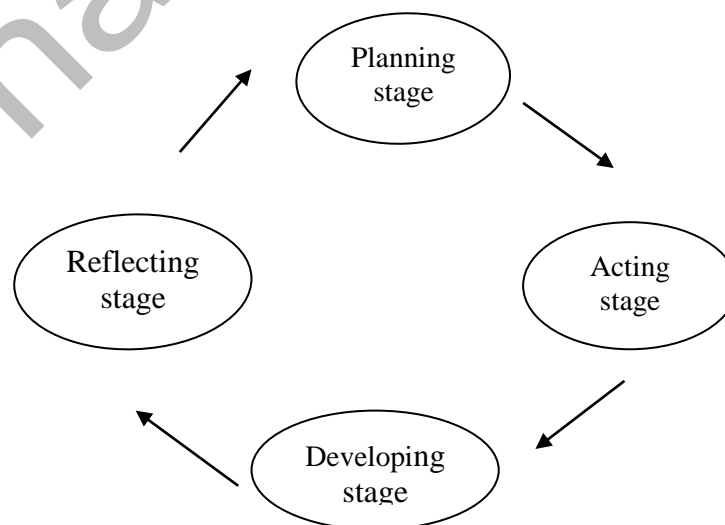 Planning
stage
Acting
stage
Developing
stage
Reflecting
stage